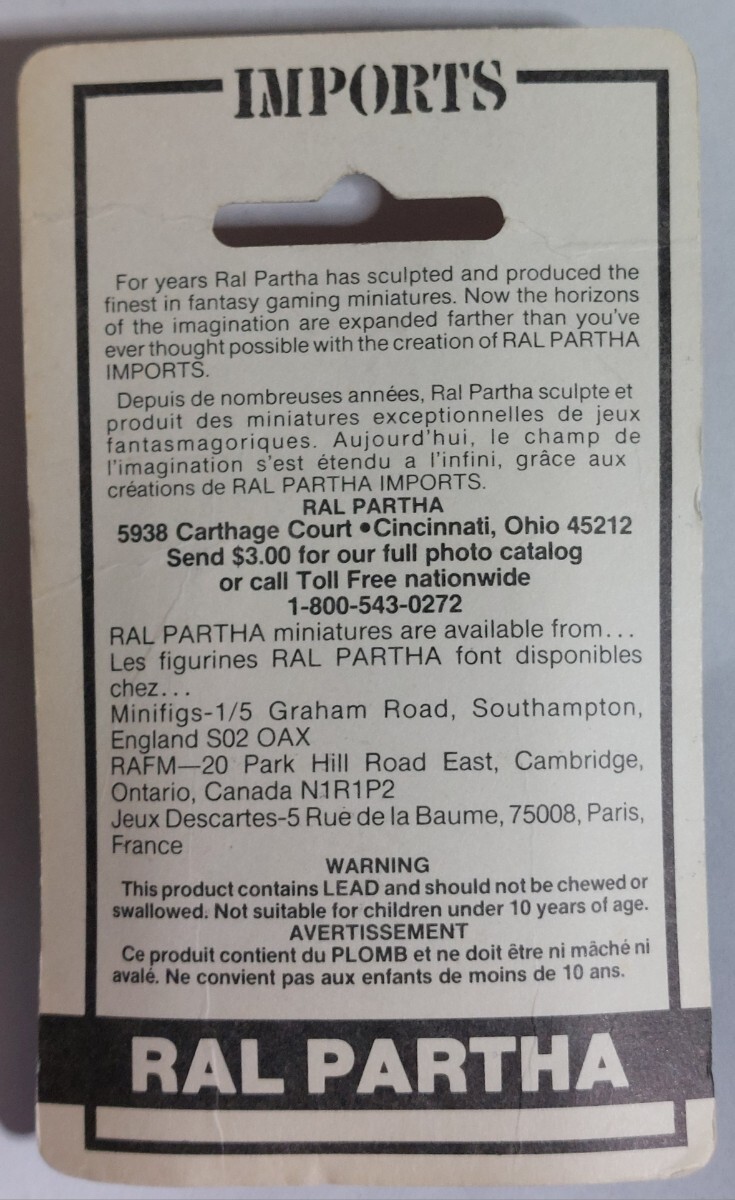 IMPORTS
For years Ral Partha has sculpted and produced the
finest in fantasy gaming miniatures. Now the horizons
of the imagination are expanded farther than you've
ever thought possible with the creation of RAL PARTHA
IMPORTS.
Depuis de nombreuses années, Ral Partha sculpte et
produit des miniatures exceptionnelles de jeux
fantasmagoriques. Aujourd'hui, le champ de
l'imagination s'est étendu a l'infini, grâce aux
créations de RAL PARTHA IMPORTS.
RAL PARTHA
5938 Carthage Court •Cincinnati, Ohio 45212
Send $3.00 for our full photo catalog
or call Toll Free nationwide
1-800-543-0272
RAL PARTHA miniatures are available from...
Les figurines RAL PARTHA font disponibles
chez...
Minifigs-1/5 Graham Road, Southampton,
England S02 OAX
RAFM—20 Park Hill Road East, Cambridge,
Ontario, Canada N1R1P2
Jeux Descartes-5 Rue de la Baume, 75008, Paris,
France
WARNING
This product contains LEAD and should not be chewed or
swallowed. Not suitable for children under 10 years of age.
AVERTISSEMENT
Ce produit contient du PLOMB et ne doit être ni mâché ni
avalé. Ne convient pas aux enfants de moins de 10 ans.
RAL PARTHA